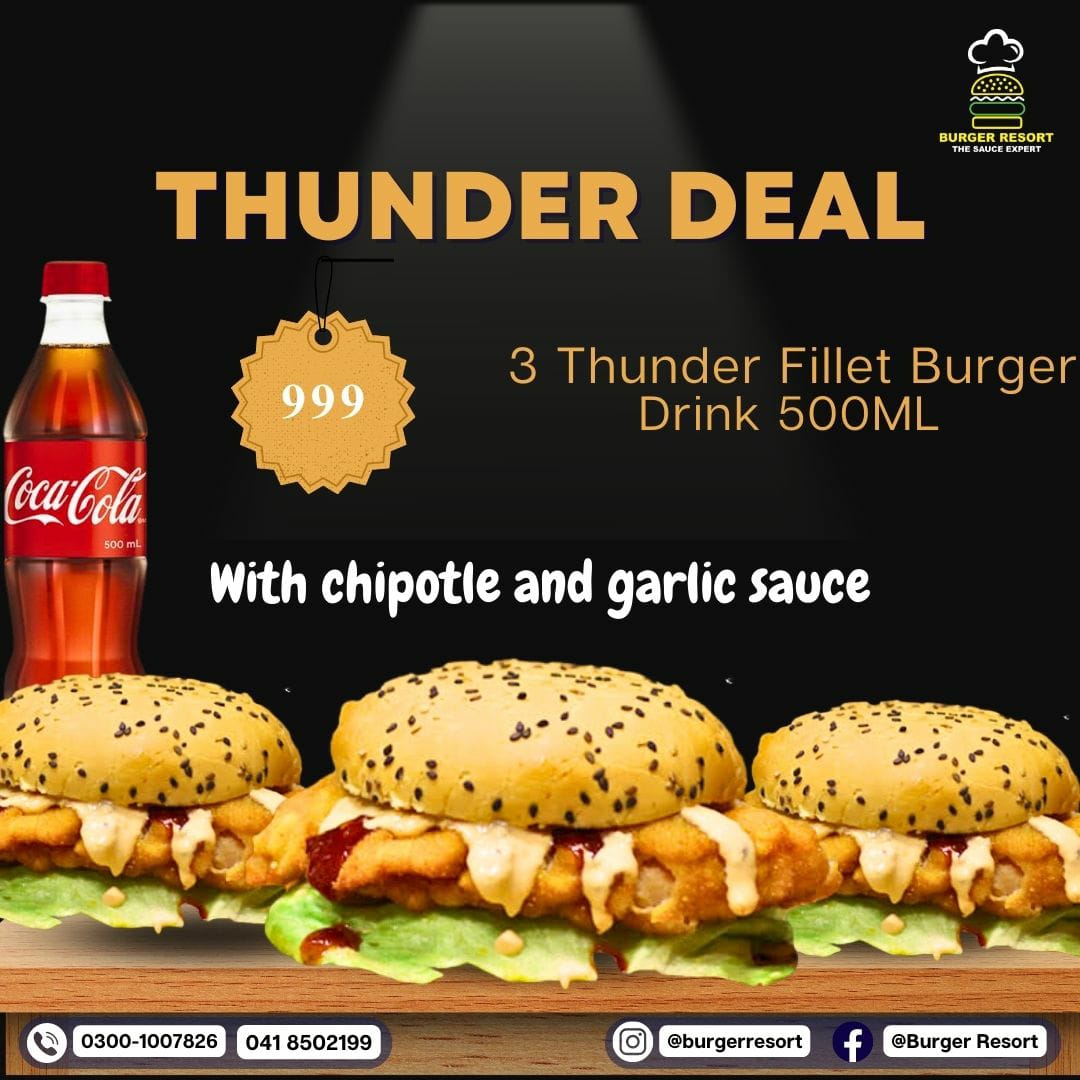 BURGER RESORT
THE SAUCE EXPERT
THUNDER DEAL
999
3 Thunder Fillet Burger
Drink 500ML
Coca-Cola
500 mL
With chipotle and garlic sauce
0300-1007826
041 8502199
@burgerresort
@Burger Resort